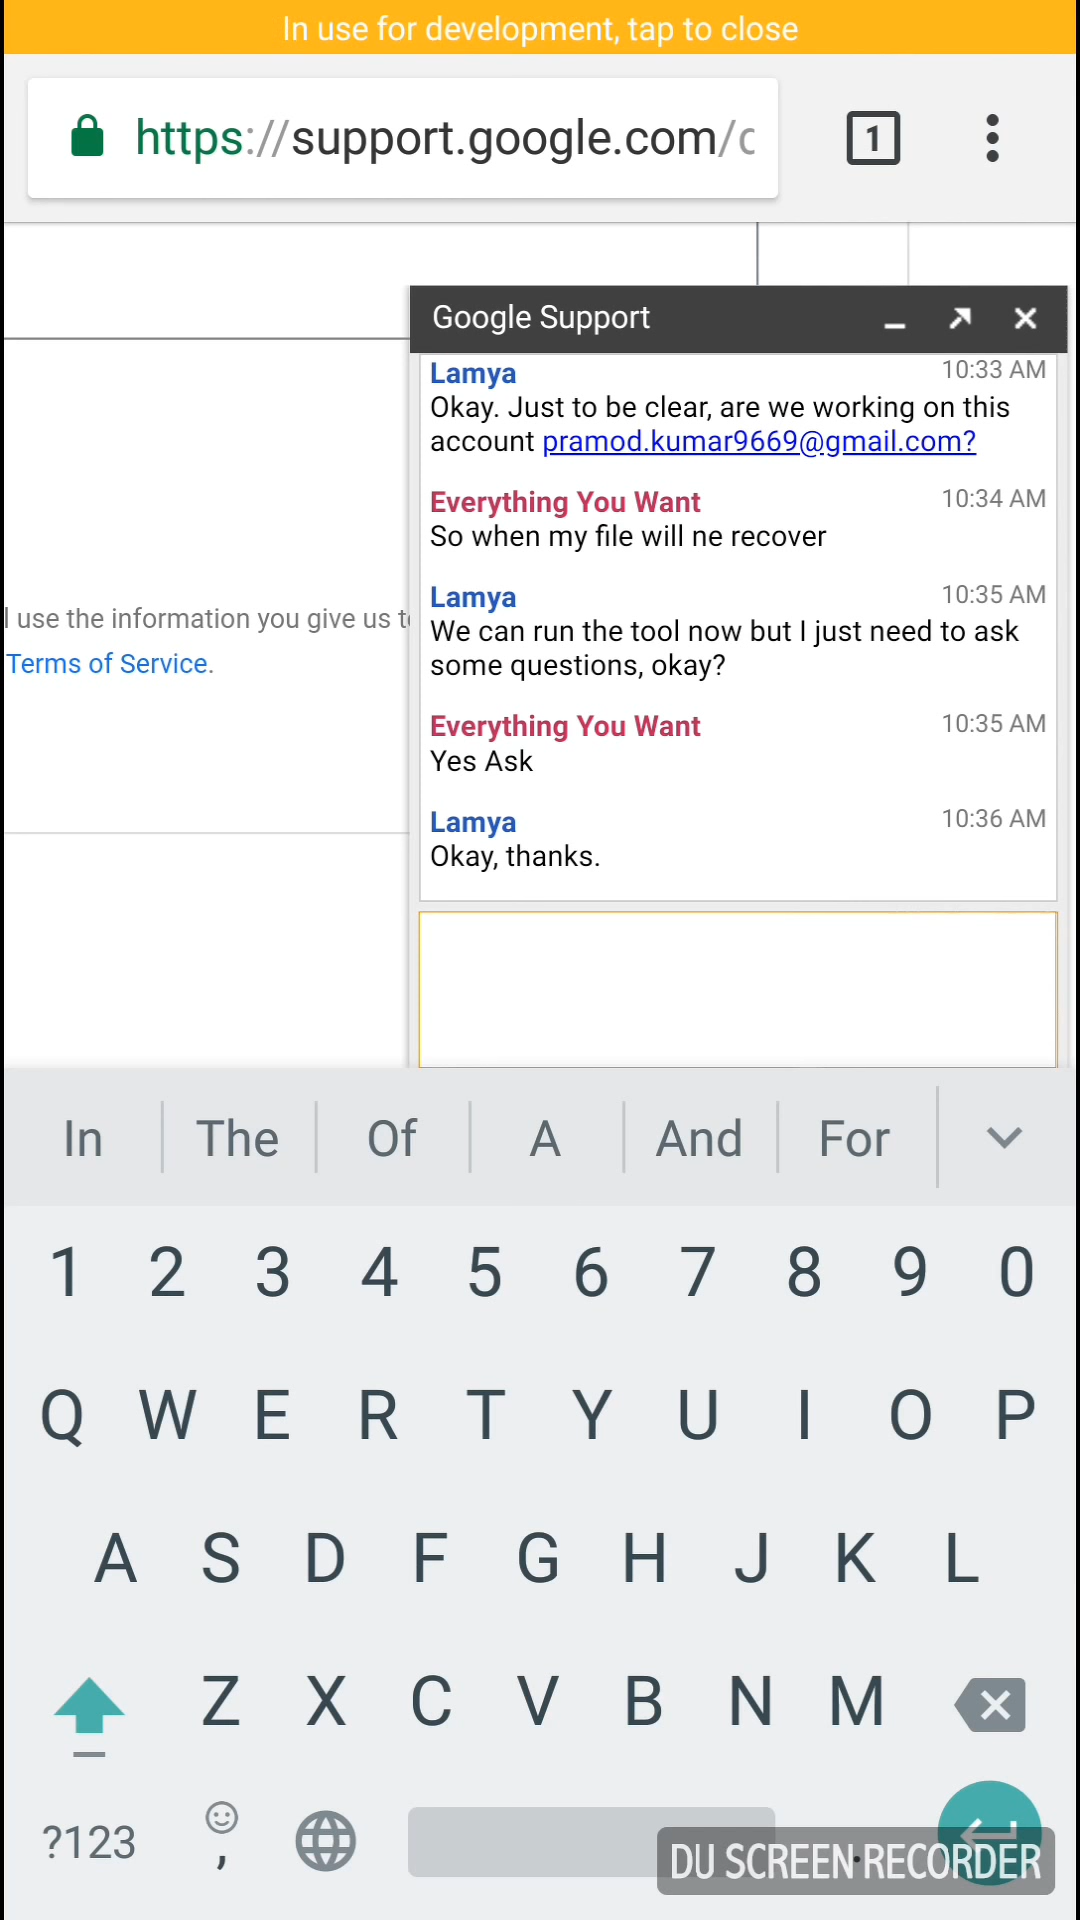 In use for development, tap to close
https://support.google.com/c
1
Google Support
Lamya 10:33 AM
Okay. Just to be clear, are we working on this
account pramod.kumar9669@gmail.com?
Everything You Want 10:34 AM
So when my file will ne recover
Lamya 10:35 AM
We can run the tool now but I just need to ask
some questions, okay?
Everything You Want 10:35 AM
Yes Ask
Lamya 10:36 AM
Okay, thanks.
l use the information you give us to
Terms of Service.
In The Of A And For
1 2 3 4 5 6 7 8 9 0
Q W E R T Y U I O P
A S D F G H J K L
Z X C V B N M
?123 , .
DU SCREEN RECORDER